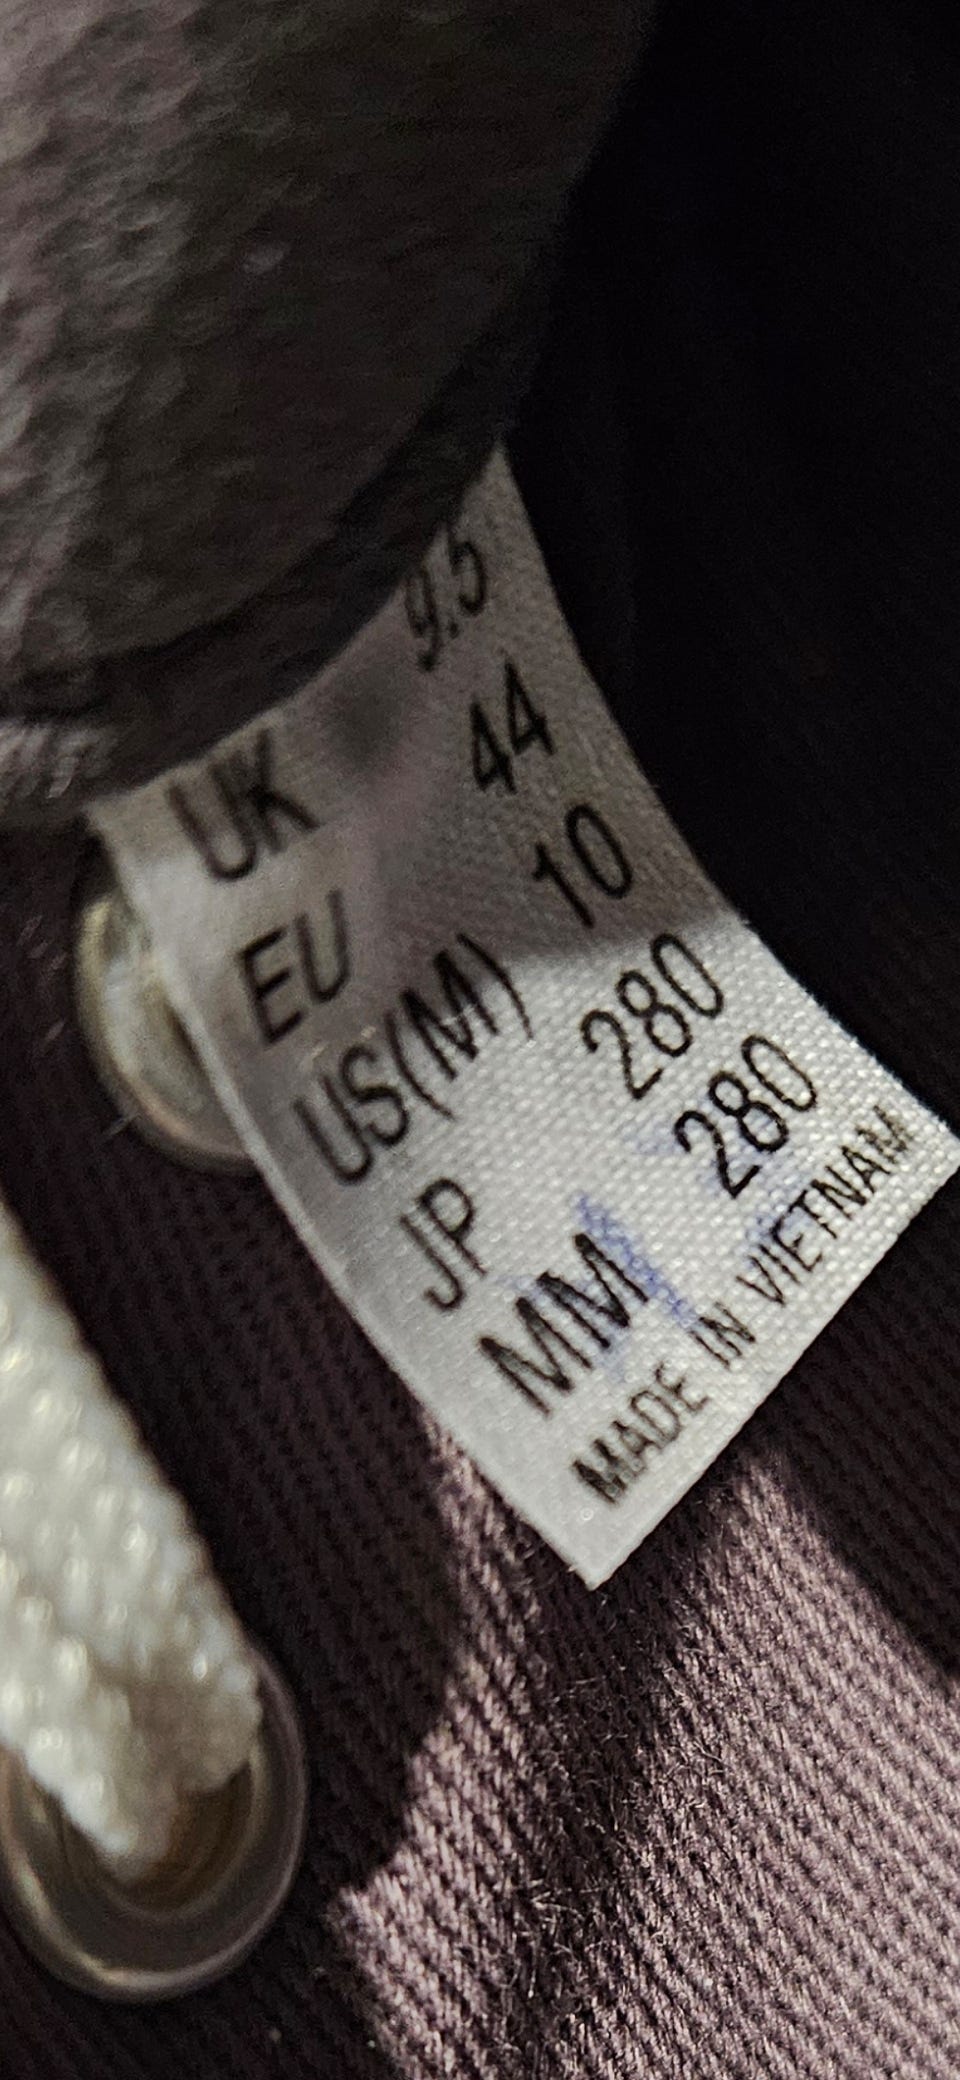 UK 9.5
EU 44
US(M) 10
JP 280
MM 280
MADE IN VIETNAM